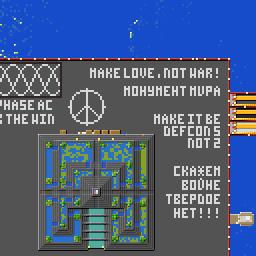 MAKE LOVE, NOT WAR!
МОНУМЕНТ МИРА
PHASE AC
THE WIN
MAKE IT BE
DEFCON 5
NOT 2
СКАЖЕМ
ВОЙНЕ
ТВЕРДОЕ
НЕТ!!!